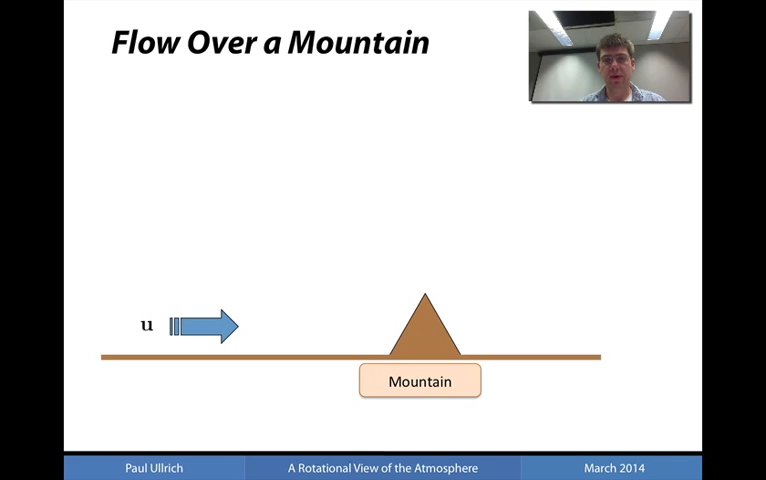 Flow Over a Mountain
u
Mountain
Paul Ullrich
A Rotational View of the Atmosphere
March 2014